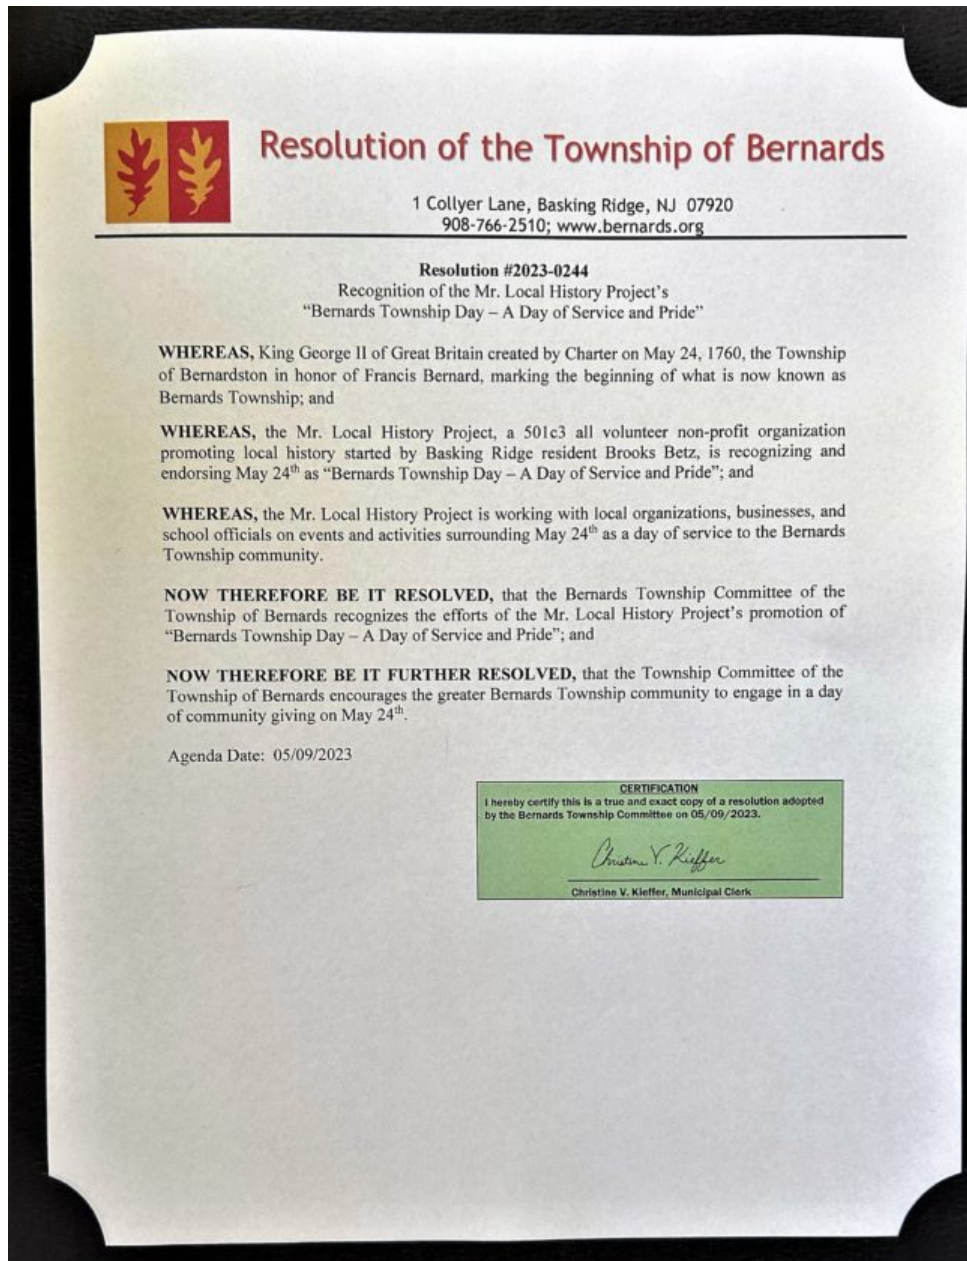 Resolution of the Township of Bernards
1 Collyer Lane, Basking Ridge, NJ 07920
908-766-2510; www.bernards.org
Resolution #2023-0244
Recognition of the Mr. Local History Project's
“Bernards Township Day – A Day of Service and Pride”
WHEREAS, King George II of Great Britain created by Charter on May 24, 1760, the Township
of Bernardston in honor of Francis Bernard, marking the beginning of what is now known as
Bernards Township; and
WHEREAS, the Mr. Local History Project, a 501c3 all volunteer non-profit organization
promoting local history started by Basking Ridge resident Brooks Betz, is recognizing and
endorsing May 24th as “Bernards Township Day – A Day of Service and Pride”; and
WHEREAS, the Mr. Local History Project is working with local organizations, businesses, and
school officials on events and activities surrounding May 24th as a day of service to the Bernards
Township community.
NOW THEREFORE BE IT RESOLVED, that the Bernards Township Committee of the
Township of Bernards recognizes the efforts of the Mr. Local History Project's promotion of
“Bernards Township Day – A Day of Service and Pride”; and
NOW THEREFORE BE IT FURTHER RESOLVED, that the Township Committee of the
Township of Bernards encourages the greater Bernards Township community to engage in a day
of community giving on May 24th.
Agenda Date: 05/09/2023
CERTIFICATION
I hereby certify this is a true and exact copy of a resolution adopted
by the Bernards Township Committee on 05/09/2023.
Christine V. Kieffer
Christine V. Kieffer, Municipal Clerk